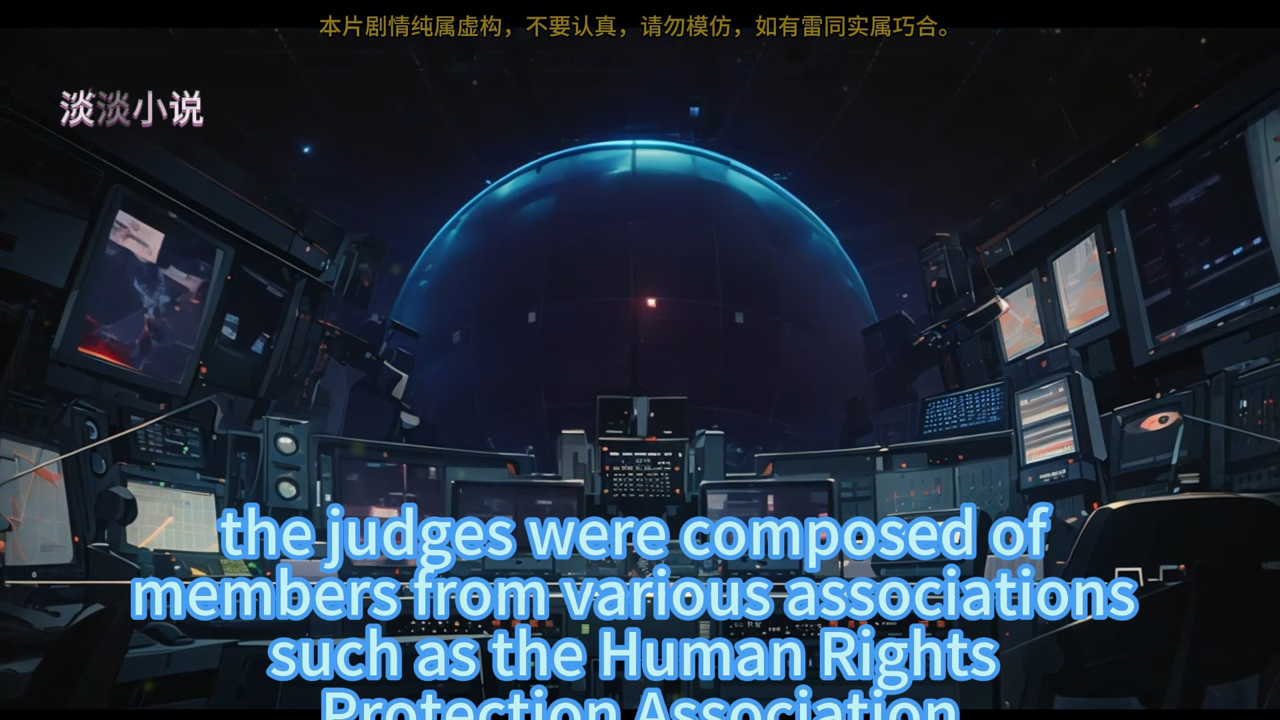 本片剧情纯属虚构，不要认真，请勿模仿，如有雷同实属巧合。
淡淡小说
the judges were composed of
members from various associations
such as the Human Rights
Protection Association